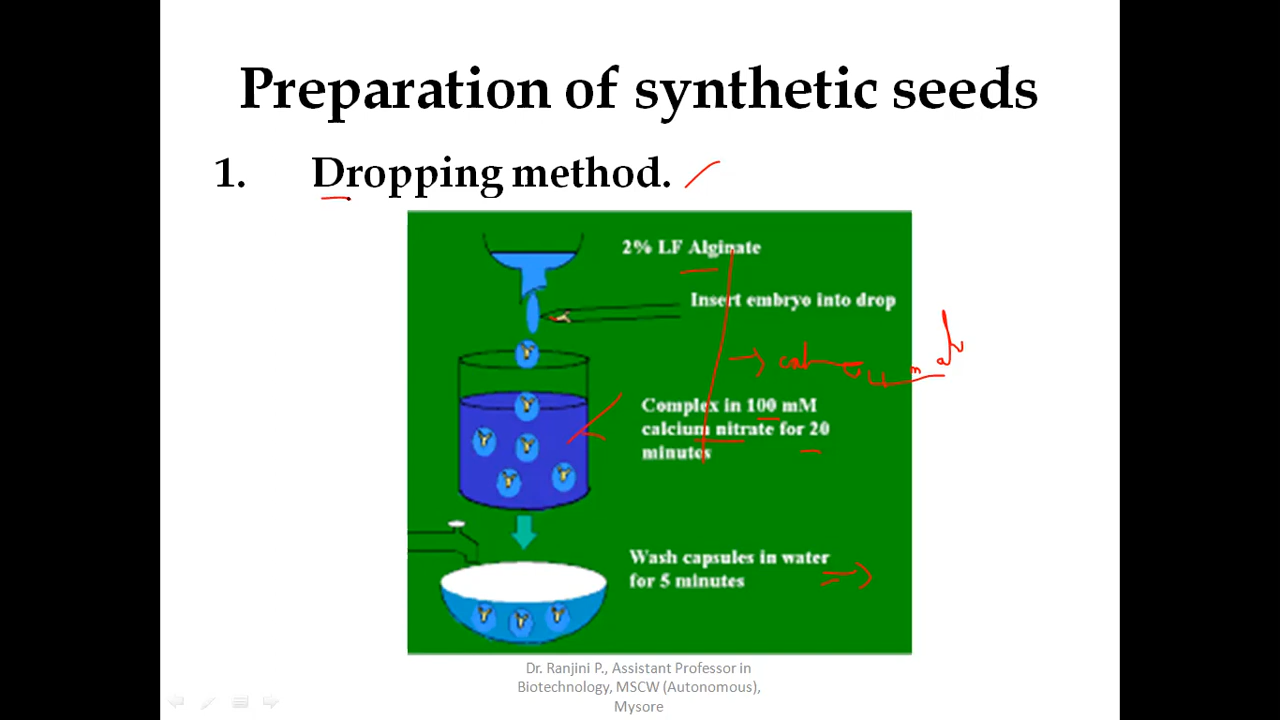 Preparation of synthetic seeds
1. Dropping method.
2% LF Alginate
Insert embryo into drop
Complex in 100 mM
calcium nitrate for 20
minutes
Wash capsules in water
for 5 minutes
Dr. Ranjini P., Assistant Professor in
Biotechnology, MSCW (Autonomous),
Mysore